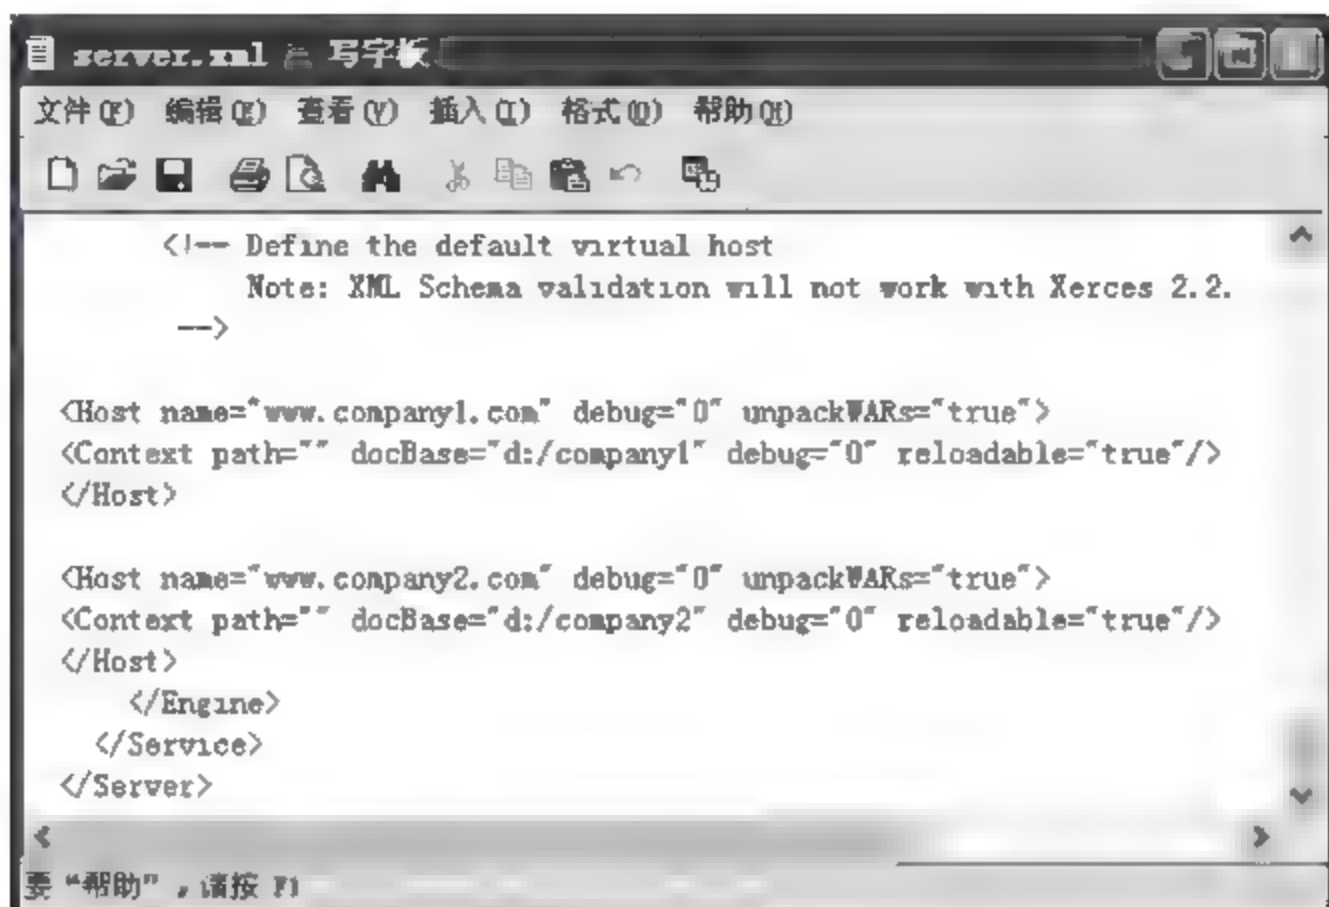 server.xml - 写字板
文件(F) 编辑(E) 查看(V) 插入(I) 格式(O) 帮助(H)
<!-- Define the default virtual host
Note: XML Schema validation will not work with Xerces 2.2.
-->
<Host name="www.company1.com" debug="0" unpackWARs="true">
<Context path="" docBase="d:/company1" debug="0" reloadable="true"/>
</Host>
<Host name="www.company2.com" debug="0" unpackWARs="true">
<Context path="" docBase="d:/company2" debug="0" reloadable="true"/>
</Host>
</Engine>
</Service>
</Server>
要“帮助”,请按 F1